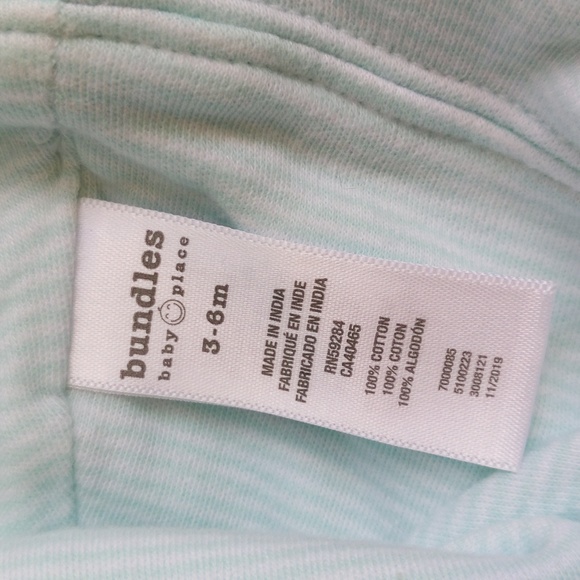 bundles
baby place
3-6m
MADE IN INDIA
FABRIQUÉ EN INDE
FABRICADO EN INDIA
RN59284
CA40465
100% COTTON
100% COTON
100% ALGODÓN
7000085
5100223
3008121
11/2019